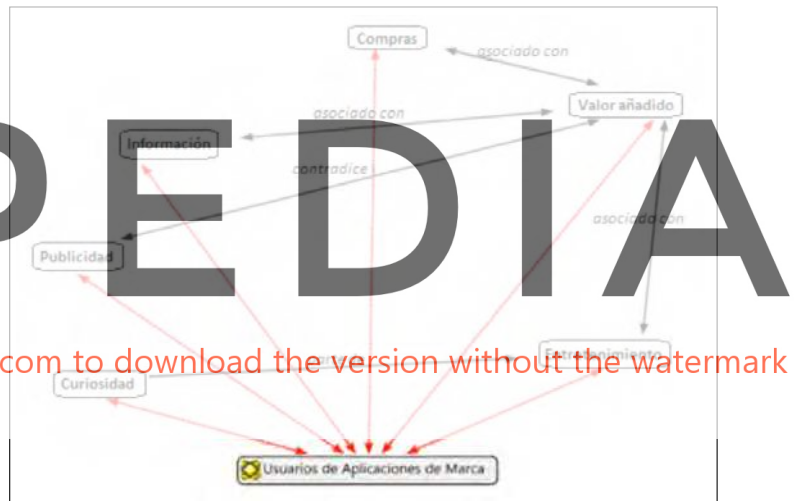 Compras
asociado con
Valor añadido
asociado con
Información
contradice
asociado con
Publicidad
PEDIA
Entretenimiento
com to download the version without the watermark
Curiosidad
Usuarios de Aplicaciones de Marca